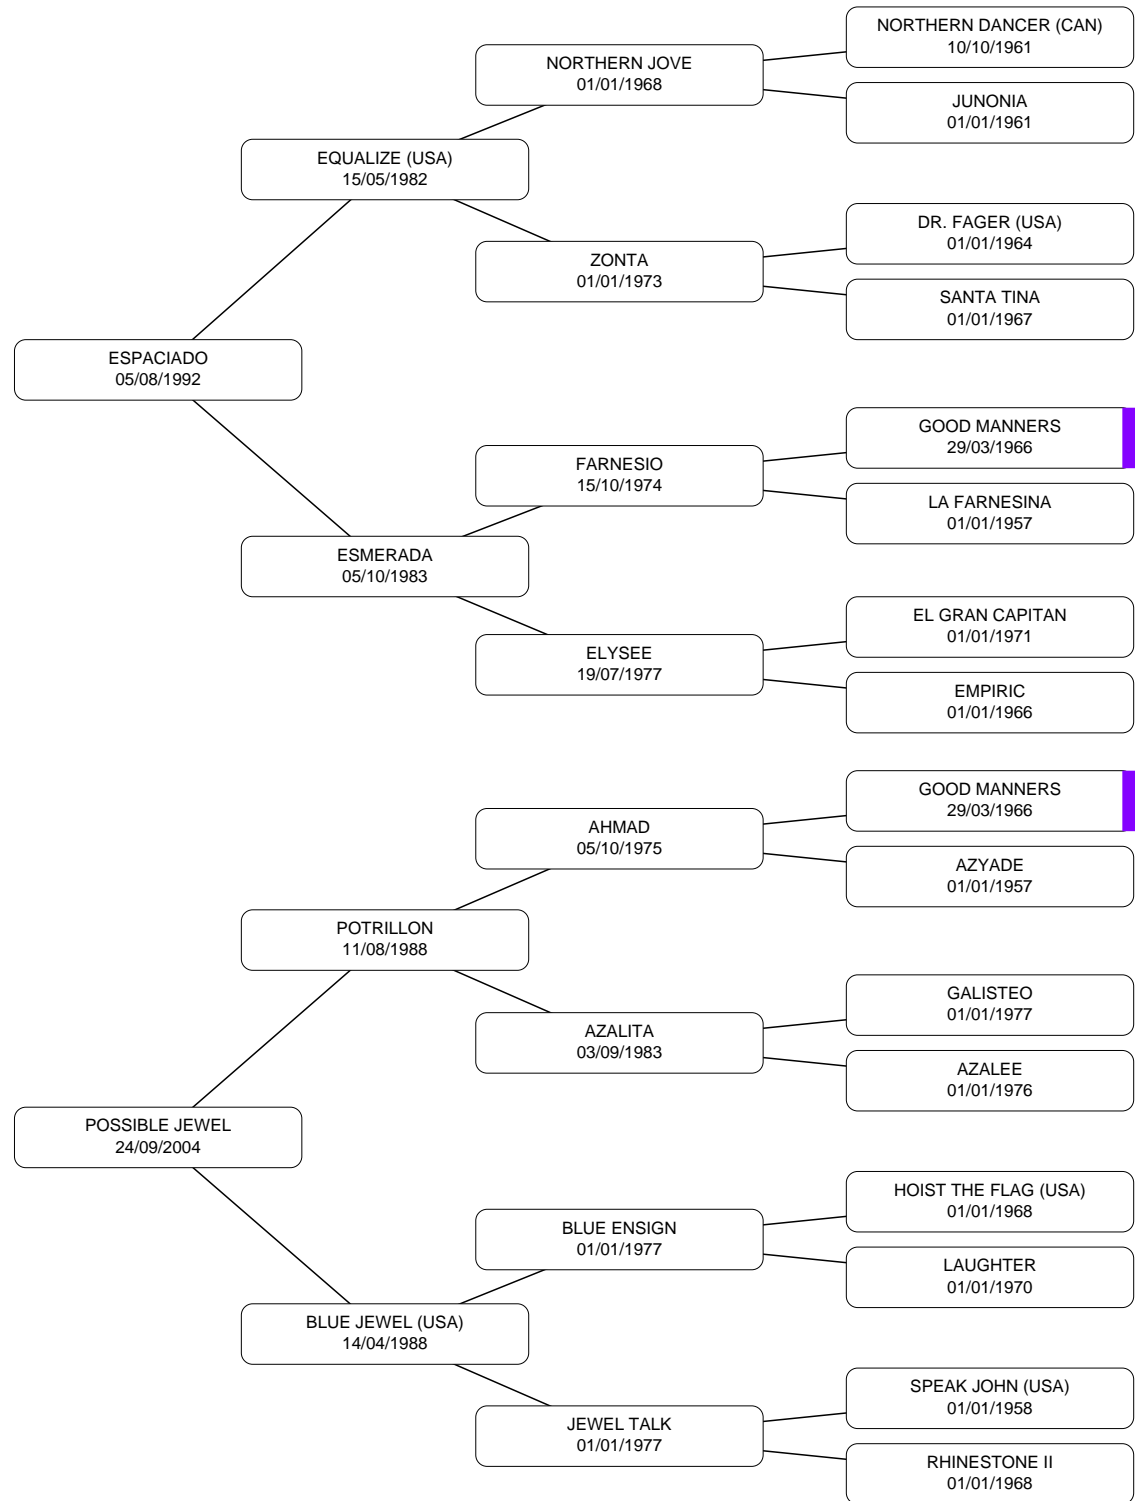 NORTHERN DANCER (CAN)
10/10/1961
NORTHERN JOVE
01/01/1968
JUNONIA
01/01/1961
EQUALIZE (USA)
15/05/1982
DR. FAGER (USA)
01/01/1964
ZONTA
01/01/1973
SANTA TINA
01/01/1967
ESPACIADO
05/08/1992
GOOD MANNERS
29/03/1966
FARNESIO
15/10/1974
LA FARNESINA
01/01/1957
ESMERADA
05/10/1983
EL GRAN CAPITAN
01/01/1971
ELYSEE
19/07/1977
EMPIRIC
01/01/1966
GOOD MANNERS
29/03/1966
AHMAD
05/10/1975
AZYADE
01/01/1957
POTRILLON
11/08/1988
GALISTEO
01/01/1977
AZALITA
03/09/1983
AZALEE
01/01/1976
POSSIBLE JEWEL
24/09/2004
HOIST THE FLAG (USA)
01/01/1968
BLUE ENSIGN
01/01/1977
LAUGHTER
01/01/1970
BLUE JEWEL (USA)
14/04/1988
SPEAK JOHN (USA)
01/01/1958
JEWEL TALK
01/01/1977
RHINESTONE II
01/01/1968